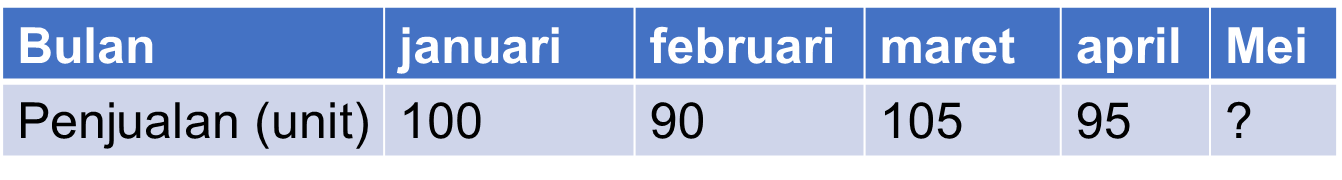 Bulan januari februari maret april Mei
Penjualan (unit) 100 90 105 95 ?